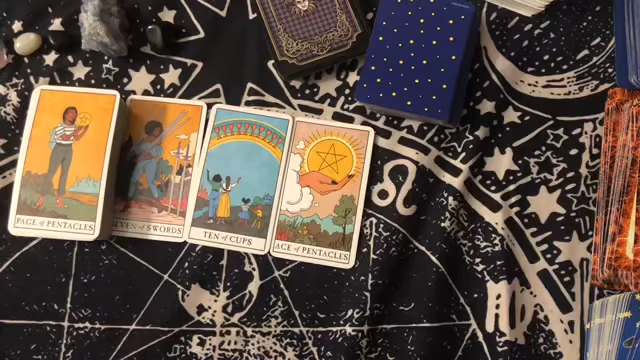 PAGE of PENTACLES
SEVEN of SWORDS
TEN of CUPS
ACE of PENTACLES